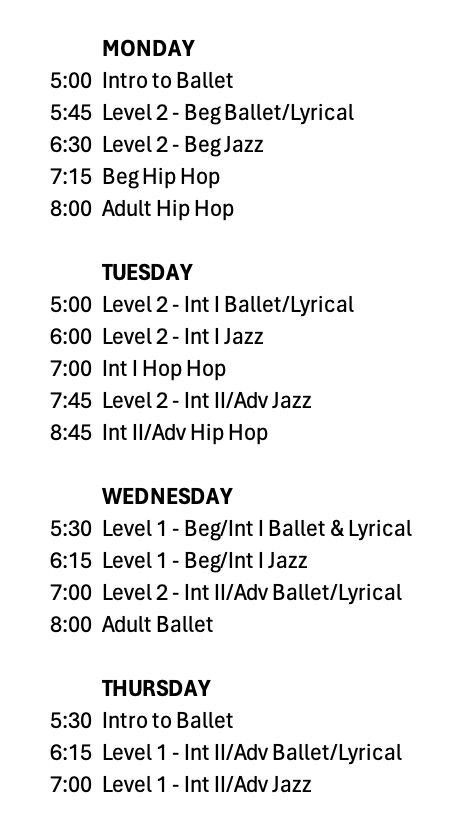 MONDAY
5:00 Intro to Ballet
5:45 Level 2 - Beg Ballet/Lyrical
6:30 Level 2 - Beg Jazz
7:15 Beg Hip Hop
8:00 Adult Hip Hop
TUESDAY
5:00 Level 2 - Int I Ballet/Lyrical
6:00 Level 2 - Int I Jazz
7:00 Int I Hop Hop
7:45 Level 2 - Int II/Adv Jazz
8:45 Int II/Adv Hip Hop
WEDNESDAY
5:30 Level 1 - Beg/Int I Ballet & Lyrical
6:15 Level 1 - Beg/Int I Jazz
7:00 Level 2 - Int II/Adv Ballet/Lyrical
8:00 Adult Ballet
THURSDAY
5:30 Intro to Ballet
6:15 Level 1 - Int II/Adv Ballet/Lyrical
7:00 Level 1 - Int II/Adv Jazz